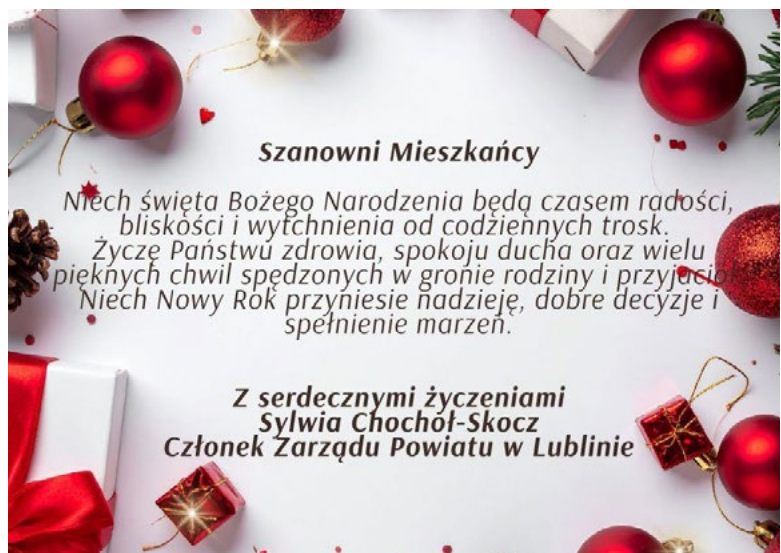 Szanowni Mieszkańcy
Niech święta Bożego Narodzenia będą czasem radości,
bliskości i wytchnienia od codziennych trosk.
Życzę Państwu zdrowia, spokoju ducha oraz wielu
pięknych chwil spędzonych w gronie rodziny i przyjaciół.
Niech Nowy Rok przyniesie nadzieję, dobre decyzje i
spełnienie marzeń.
Z serdecznymi życzeniami
Sylwia Chochoł-Skocz
Członek Zarządu Powiatu w Lublinie